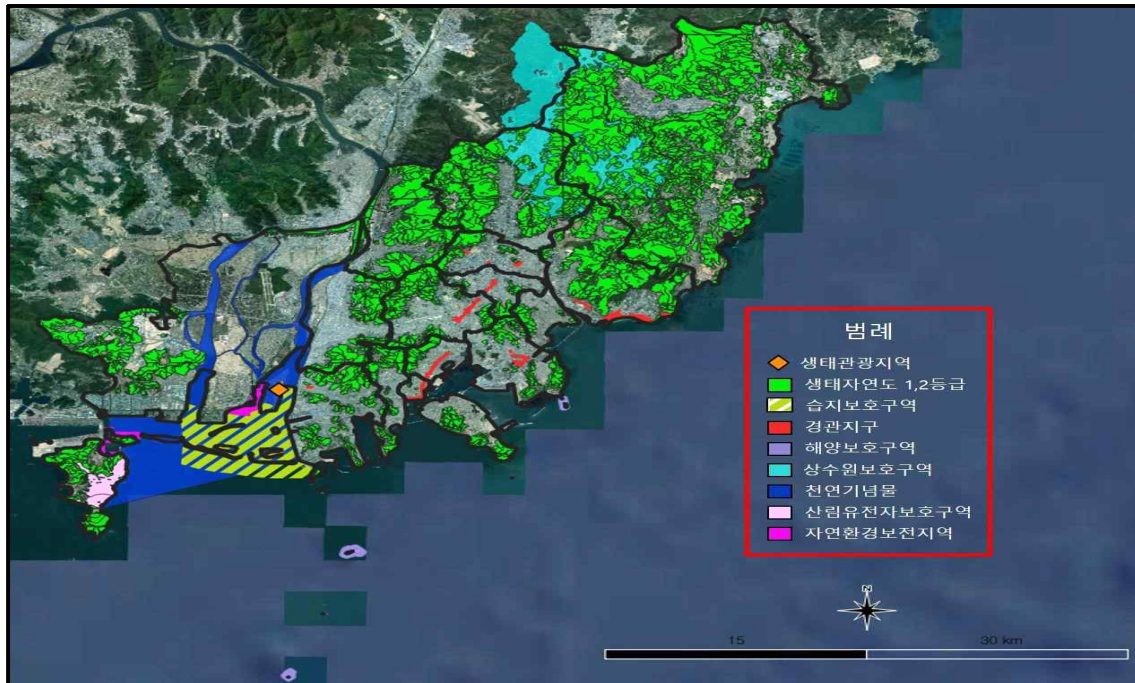 범례
생태관광지역
생태자연도 1,2등급
습지보호구역
경관지구
해양보호구역
상수원보호구역
천연기념물
산림유전자보호구역
자연환경보전지역
N
15
30 km